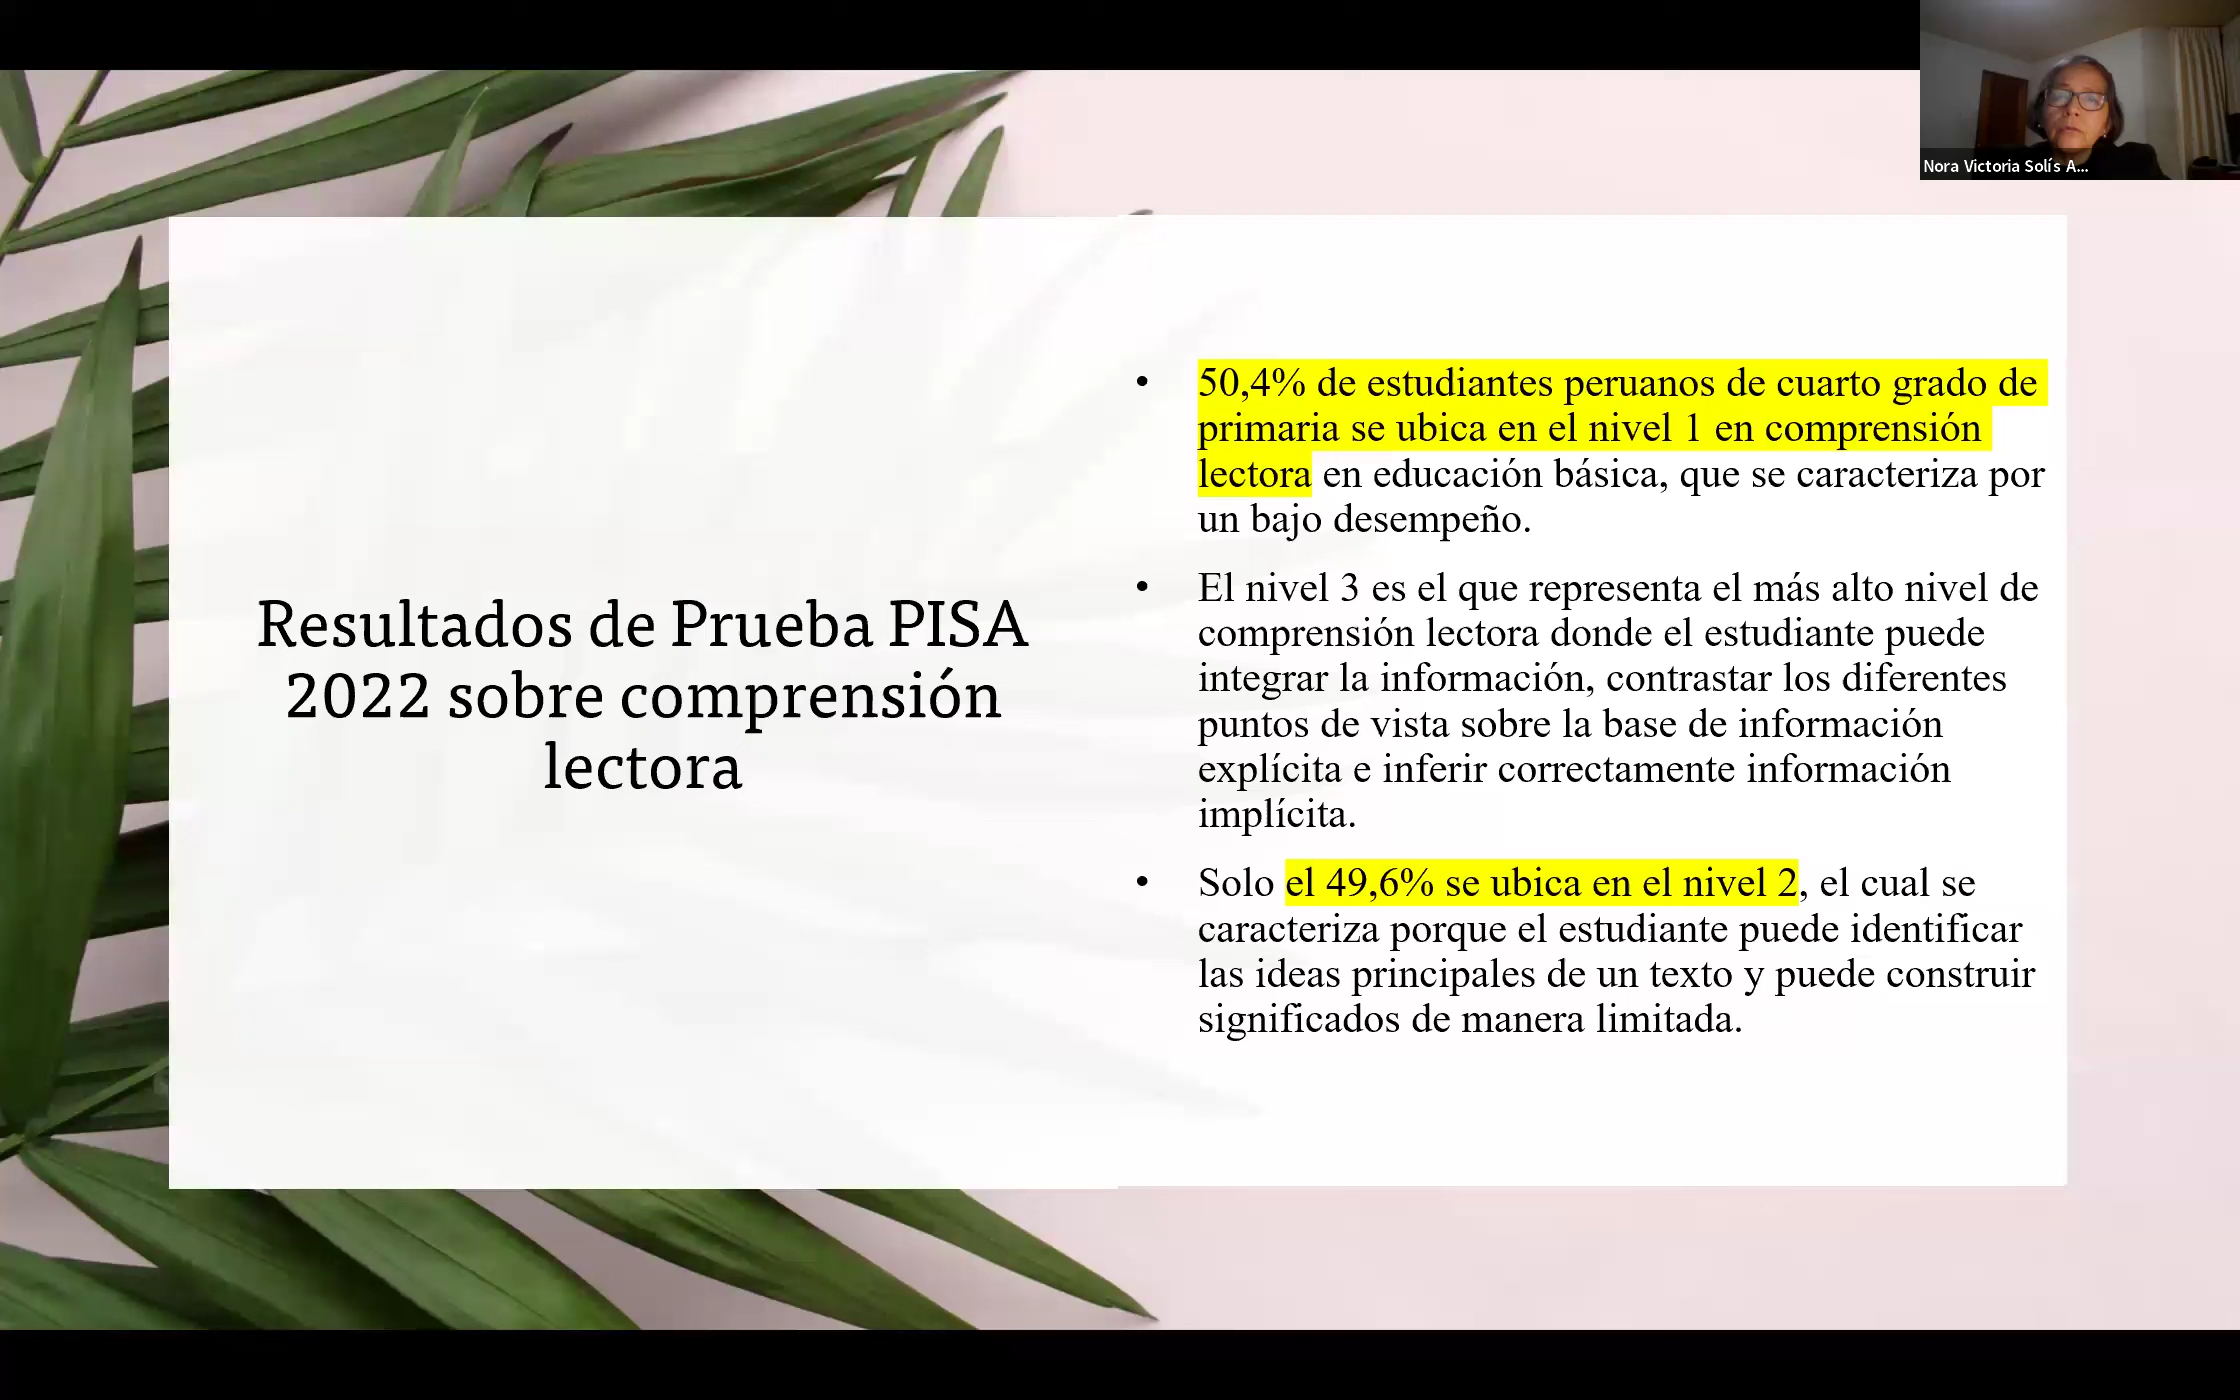 Nora Victoria Solís A...
Resultados de Prueba PISA
2022 sobre comprensión
lectora
• 50,4% de estudiantes peruanos de cuarto grado de
primaria se ubica en el nivel 1 en comprensión
lectora en educación básica, que se caracteriza por
un bajo desempeño.
• El nivel 3 es el que representa el más alto nivel de
comprensión lectora donde el estudiante puede
integrar la información, contrastar los diferentes
puntos de vista sobre la base de información
explícita e inferir correctamente información
implícita.
• Solo el 49,6% se ubica en el nivel 2, el cual se
caracteriza porque el estudiante puede identificar
las ideas principales de un texto y puede construir
significados de manera limitada.